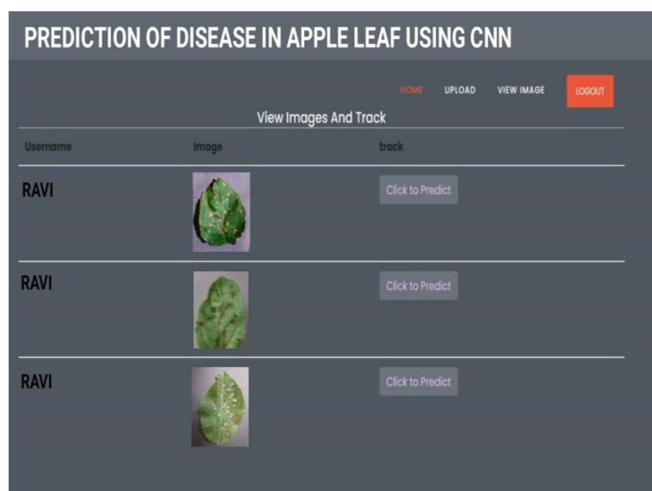 PREDICTION OF DISEASE IN APPLE LEAF USING CNN
HOME UPLOAD VIEW IMAGE LOGOUT
View Images And Track
Username Image track
RAVI Click to Predict
RAVI Click to Predict
RAVI Click to Predict